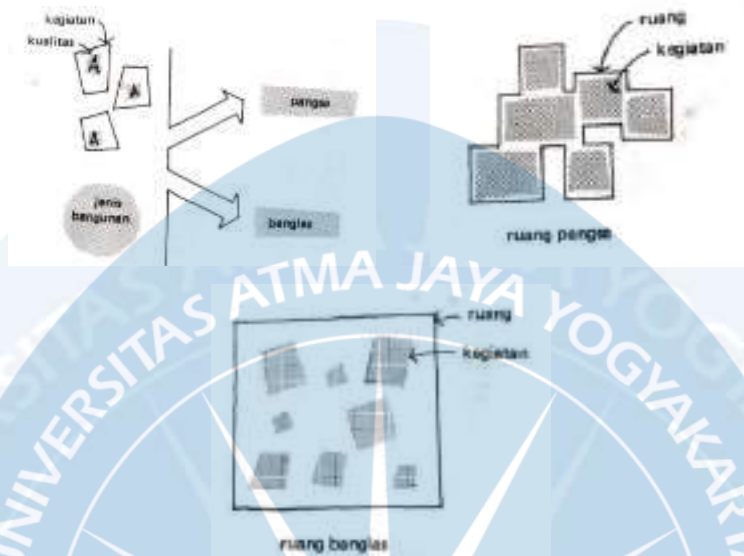 kegiatan
kualitas
A
A
A
jenis
bangunan
pangsa
banglas
ruang
kegiatan
ruang pangsa
UNIVERSITAS ATMA JAYA YOGYAKARTA
ruang
kegiatan
ruang banglas